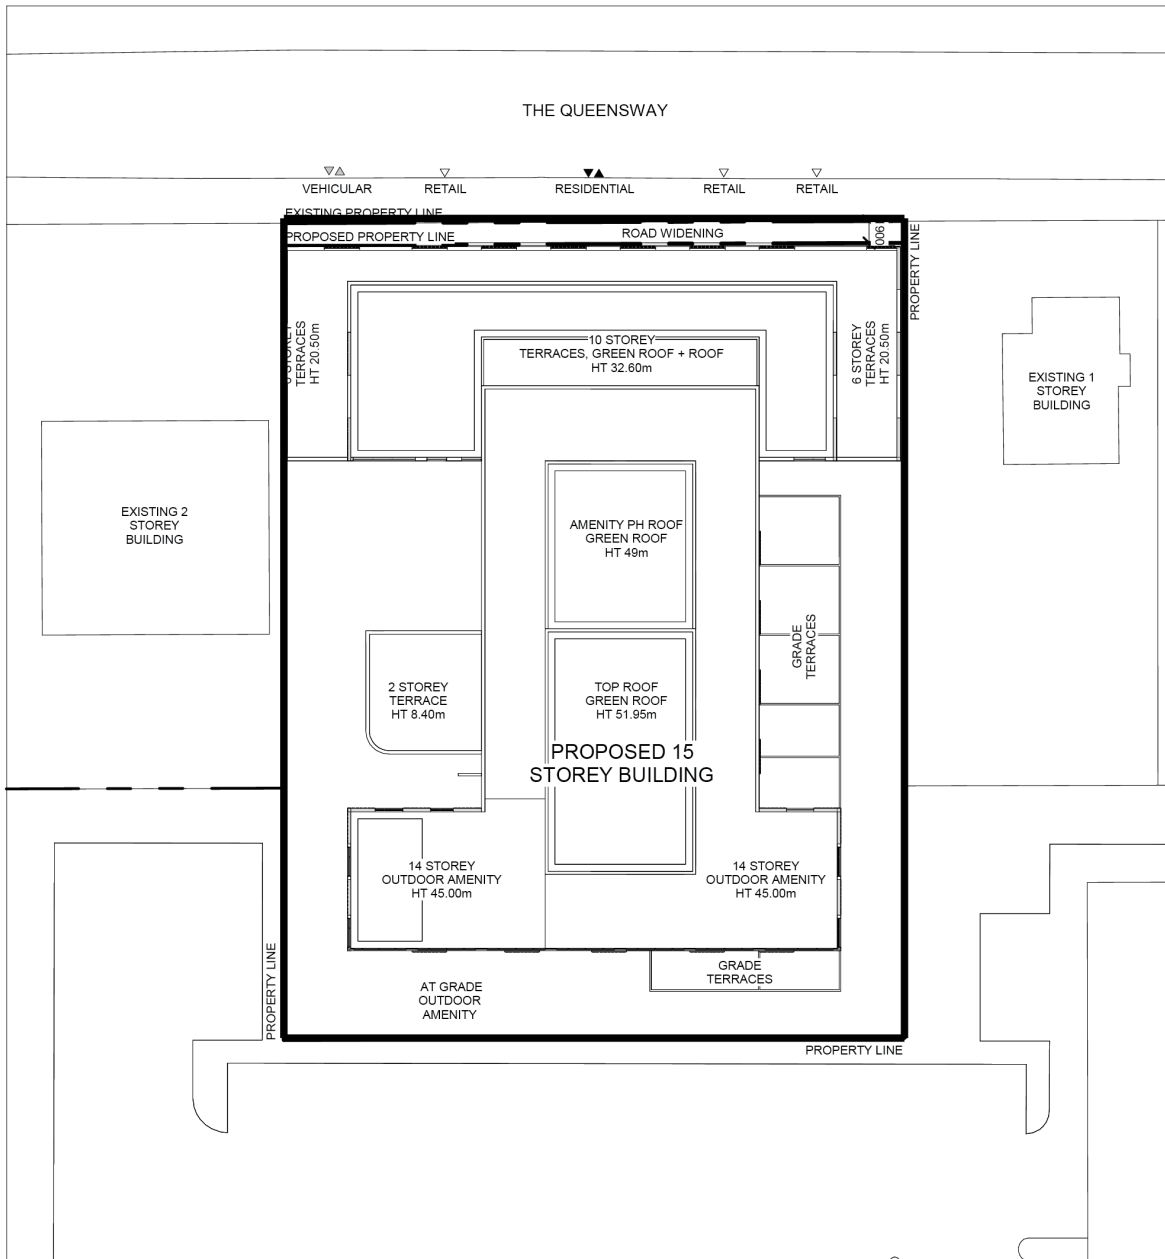 THE QUEENSWAY
VEHICULAR
RETAIL
RESIDENTIAL
RETAIL
RETAIL
EXISTING PROPERTY LINE
PROPOSED PROPERTY LINE
ROAD WIDENING
900
PROPERTY LINE
6 STOREY
TERRACES
HT 20.50m
10 STOREY
TERRACES, GREEN ROOF + ROOF
HT 32.60m
6 STOREY
TERRACES
HT 20.50m
EXISTING 1
STOREY
BUILDING
EXISTING 2
STOREY
BUILDING
AMENITY PH ROOF
GREEN ROOF
HT 49m
GRADE
TERRACES
2 STOREY
TERRACE
HT 8.40m
TOP ROOF
GREEN ROOF
HT 51.95m
PROPOSED 15
STOREY BUILDING
14 STOREY
OUTDOOR AMENITY
HT 45.00m
14 STOREY
OUTDOOR AMENITY
HT 45.00m
GRADE
TERRACES
AT GRADE
OUTDOOR
AMENITY
PROPERTY LINE
PROPERTY LINE